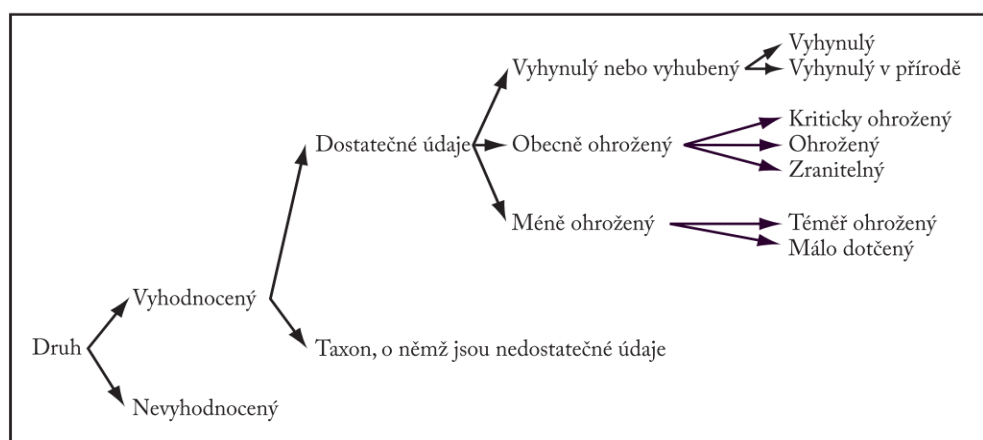 Vyhynulý
Vyhynulý nebo vyhubený
Vyhynulý v přírodě
Kriticky ohrožený
Dostatečné údaje
Obecně ohrožený
Ohrožený
Zranitelný
Méně ohrožený
Téměř ohrožený
Málo dotčený
Vyhodnocený
Druh
Taxon, o němž jsou nedostatečné údaje
Nevyhodnocený